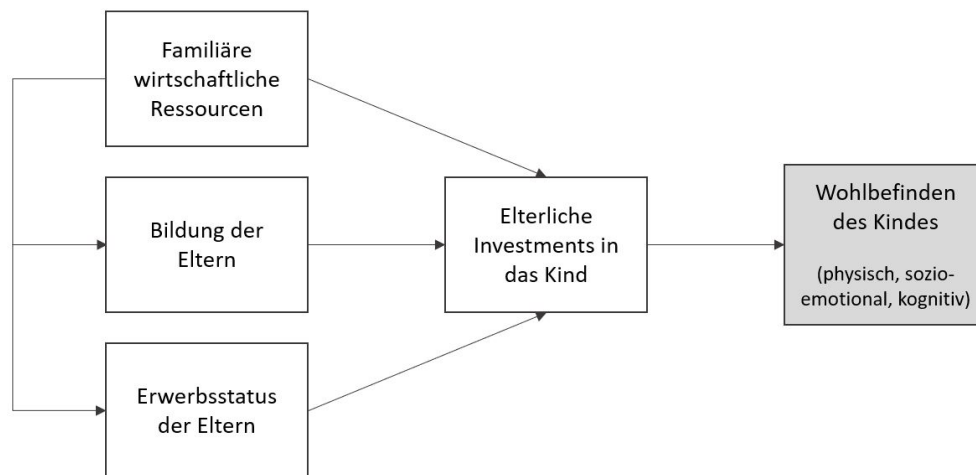 Familiäre
wirtschaftliche
Ressourcen
Bildung der
Eltern
Erwerbsstatus
der Eltern
Elterliche
Investments in
das Kind
Wohlbefinden
des Kindes
(physisch, sozio-
emotional, kognitiv)